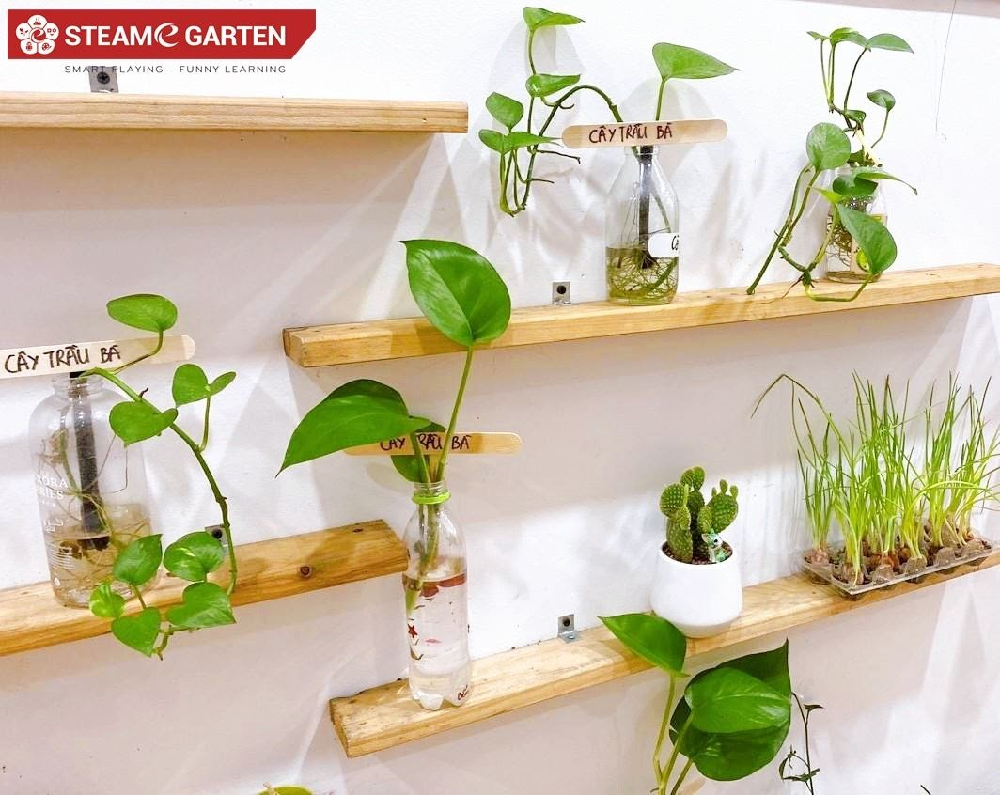 STEAMe GARTEN
SMART PLAYING - FUNNY LEARNING
CÂY TRẦU BÀ
CÂY TRẦU BÀ
CÂY TRẦU BÀ